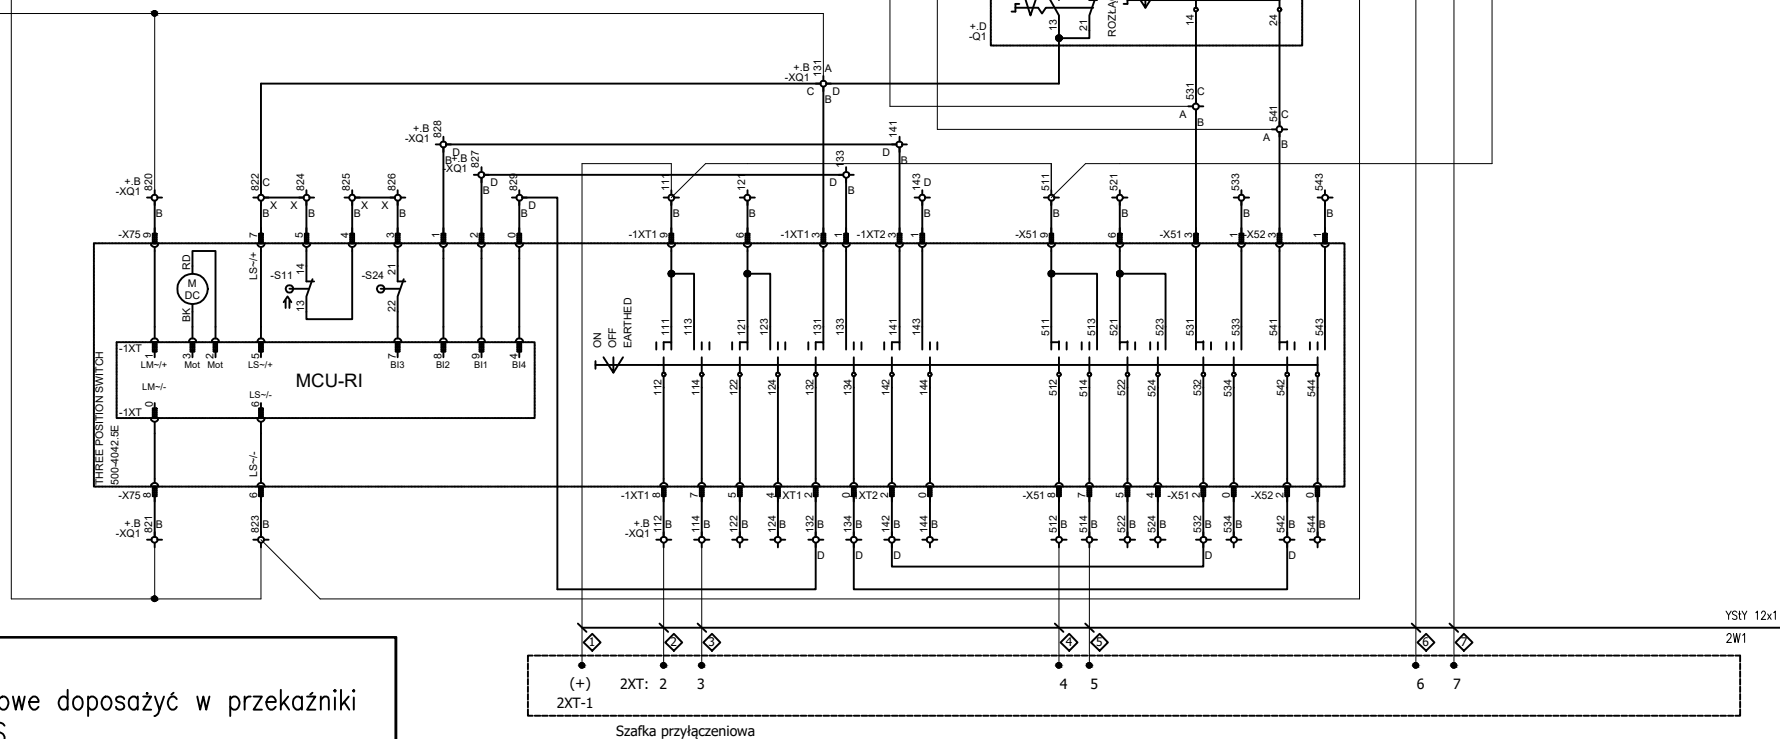 13
21
ROZŁĄ
14
24
+.D
-Q1
+.B
-XQ1
131
A
C
D
B
531
C
A
B
541
C
A
B
+.B
-XQ1
828
B
D
+.B
-XQ1
827
D
B
141
D
B
133
D
B
+.B
-XQ1
820
B
822
C
B
X
824
X
B
825
B
X
826
X
B
829
D
B
111
B
121
B
143
D
B
511
B
521
B
533
B
543
B
-X75
9
7
5
4
3
1
2
0
-1XT1
9
6
-1XT1
3
1
-1XT2
3
1
-X51
9
6
-X51
3
1
-X52
3
1
RD
M
DC
BK
LS~/+
-S11
14
13
-S24
21
22
ON
OFF
EARTHED
111
113
121
123
131
133
141
143
511
513
521
523
531
533
541
543
-1XT
1
3
2
5
7
8
9
4
LM~/+
Mot
Mot
LS~/+
BI3
BI2
BI1
BI4
MCU-RI
LM~/-
LS~/-
-1XT
0
6
THREE POSITION SWITCH
500-4042.5E
LS~/-
112
114
122
124
132
134
142
144
512
514
522
524
532
534
542
544
-X75
8
6
-1XT1
8
7
5
4
XT1
2
0
1XT2
2
0
-X51
8
7
5
4
-X51
2
0
-X52
2
0
+.B
-XQ1
821
B
823
B
+.B
-XQ1
112
B
114
B
122
B
124
B
132
B
134
B
142
B
144
B
512
B
514
B
522
B
524
B
532
B
534
B
542
B
544
B
D
D
D
D
D
YStY 12x1
2W1
1
2
3
4
5
6
7
(+)
2XT-1
2XT: 2
3
4
5
6
7
Szafka przyłączeniowa
owe doposażyć w przekaźniki